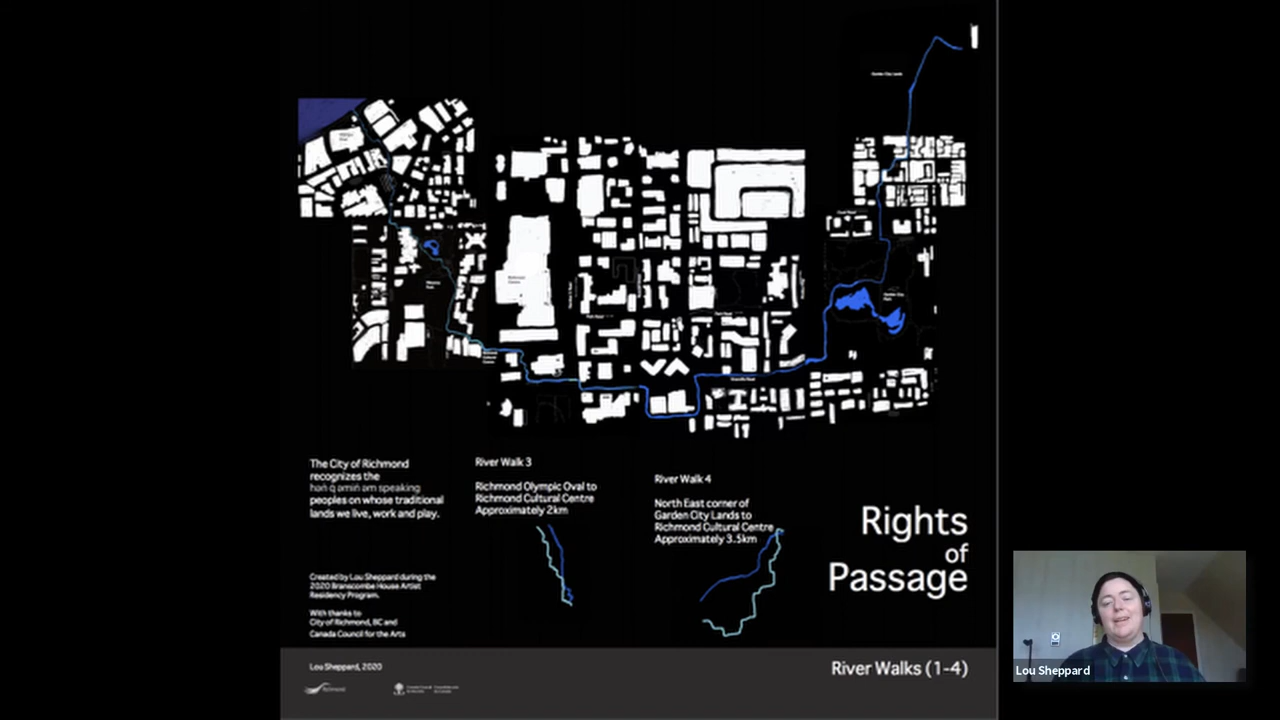 Garden City Lands
The City of Richmond
recognizes the
hən̓ q̓ əmin̓ əm speaking
peoples on whose traditional
lands we live, work and play.
River Walk 3
Richmond Olympic Oval to
Richmond Cultural Centre
Approximately 2km
River Walk 4
North East corner of
Garden City Lands to
Richmond Cultural Centre
Approximately 3.5km
Rights
of
Passage
Created by Lou Sheppard during the
2020 Branscombe House Artist
Residency Program.
With thanks to
City of Richmond, BC and
Canada Council for the Arts
Lou Sheppard, 2020
River Walks (1-4)
Lou Sheppard